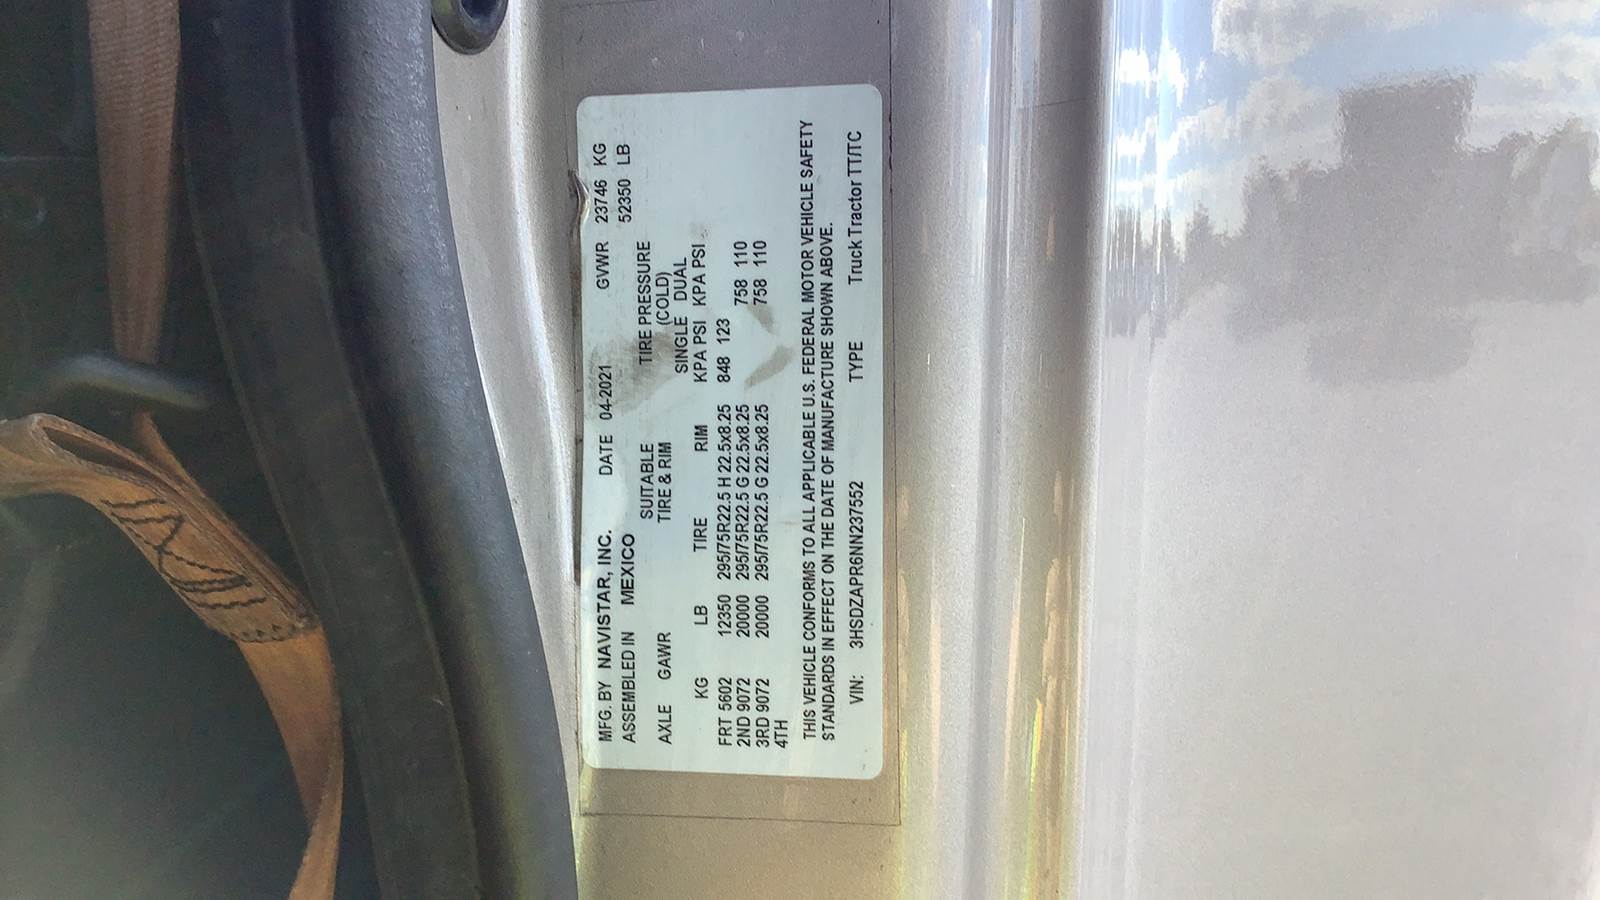 MFG. BY NAVISTAR, INC. DATE 04-2021 GVWR 23746 KG
ASSEMBLED IN MEXICO 52350 LB
SUITABLE TIRE PRESSURE
AXLE GAWR TIRE & RIM (COLD)
SINGLE DUAL
KG LB TIRE RIM KPA PSI KPA PSI
FRT 5602 12350 295/75R22.5 H 22.5x8.25 848 123
2ND 9072 20000 295/75R22.5 G 22.5x8.25 758 110
3RD 9072 20000 295/75R22.5 G 22.5x8.25 758 110
4TH
THIS VEHICLE CONFORMS TO ALL APPLICABLE U.S. FEDERAL MOTOR VEHICLE SAFETY
STANDARDS IN EFFECT ON THE DATE OF MANUFACTURE SHOWN ABOVE.
VIN: 3HSDZAPR6NN237552 TYPE Truck Tractor TT/TC